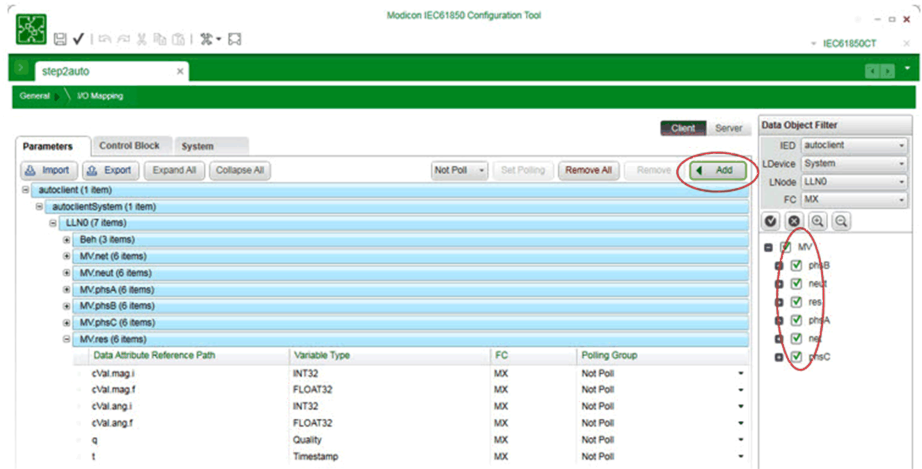 Modicon IEC61850 Configuration Tool
IEC61850CT
step2auto
General I/O Mapping
Client Server
Data Object Filter
Parameters Control Block System
IED autoclient
Import Export Expand All Collapse All Not Poll Set Polling Remove All Remove Add
LDevice System
LNode LLN0
FC MX
autoclient (1 item)
autoclientSystem (1 item)
LLN0 (7 items)
Beh (3 items)
MV.net (6 items)
MV.neut (6 items)
MV.phsA (6 items)
MV.phsB (6 items)
MV.phsC (6 items)
MV.res (6 items)
MV
phsB
neut
res
phsA
net
phsC
Data Attribute Reference Path Variable Type FC Polling Group
cVal.mag.i INT32 MX Not Poll
cVal.mag.f FLOAT32 MX Not Poll
cVal.ang.i INT32 MX Not Poll
cVal.ang.f FLOAT32 MX Not Poll
q Quality MX Not Poll
t Timestamp MX Not Poll